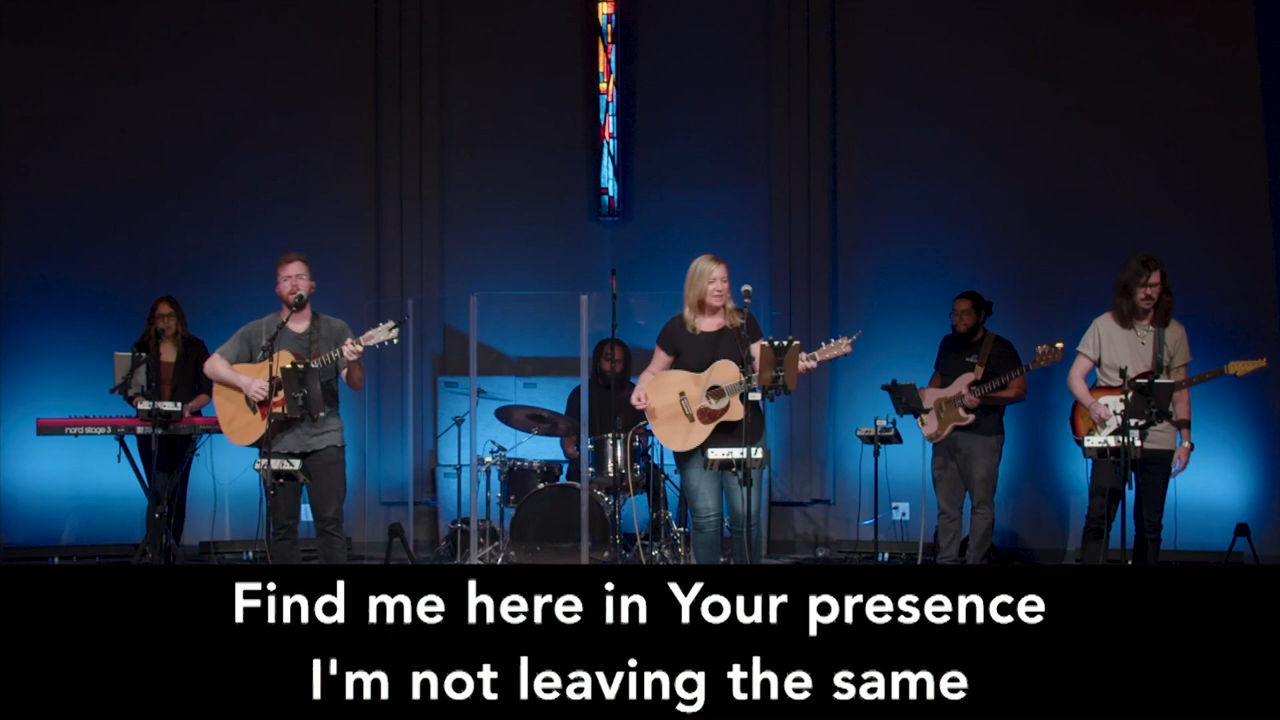 nord stage 3
Find me here in Your presence
I'm not leaving the same